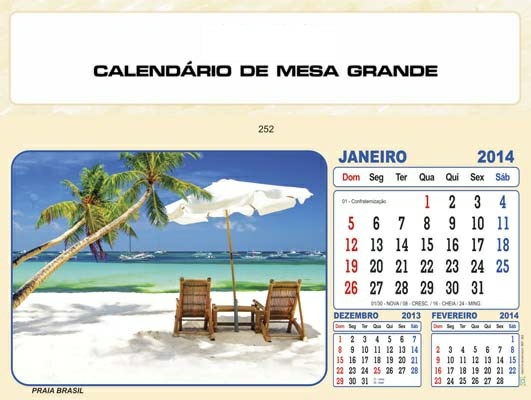 CALENDÁRIO DE MESA GRANDE
252
JANEIRO 2014
Dom Seg Ter Qua Qui Sex Sáb
01 - Confraternização 1 2 3 4
5 6 7 8 9 10 11
12 13 14 15 16 17 18
19 20 21 22 23 24 25
26 27 28 29 30 31
01/30 - NOVA / 08 - CRESC. / 16 - CHEIA / 24 - MING.
DEZEMBRO 2013
Dom Seg Ter Qua Qui Sex Sáb
1 2 3 4 5 6 7
8 9 10 11 12 13 14
15 16 17 18 19 20 21
22 23 24 25 26 27 28
29 30 31
FEVEREIRO 2014
Dom Seg Ter Qua Qui Sex Sáb
1
2 3 4 5 6 7 8
9 10 11 12 13 14 15
16 17 18 19 20 21 22
23 24 25 26 27 28
PRAIA BRASIL